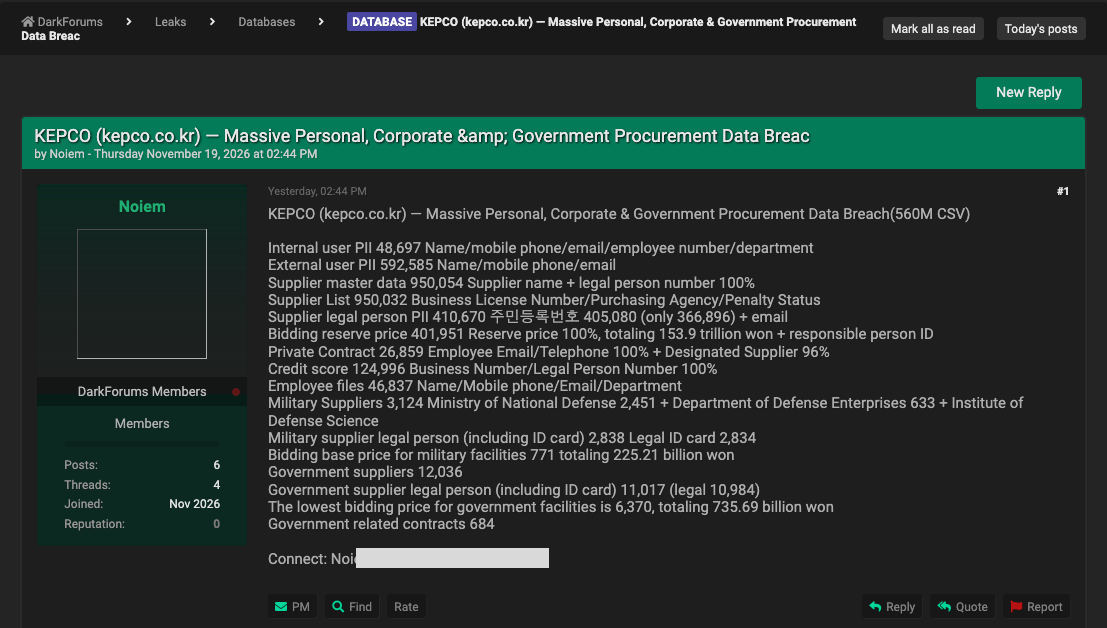 DarkForums > Leaks > Databases > DATABASE KEPCO (kepco.co.kr) — Massive Personal, Corporate & Government Procurement
Data Breac
Mark all as read
Today's posts
New Reply
KEPCO (kepco.co.kr) — Massive Personal, Corporate &amp; Government Procurement Data Breac
by Noiem - Thursday November 19, 2026 at 02:44 PM
Noiem
DarkForums Members
Members
Posts: 6
Threads: 4
Joined: Nov 2026
Reputation: 0
Yesterday, 02:44 PM
#1
KEPCO (kepco.co.kr) — Massive Personal, Corporate & Government Procurement Data Breach(560M CSV)
Internal user PII 48,697 Name/mobile phone/email/employee number/department
External user PII 592,585 Name/mobile phone/email
Supplier master data 950,054 Supplier name + legal person number 100%
Supplier List 950,032 Business License Number/Purchasing Agency/Penalty Status
Supplier legal person PII 410,670 주민등록번호 405,080 (only 366,896) + email
Bidding reserve price 401,951 Reserve price 100%, totaling 153.9 trillion won + responsible person ID
Private Contract 26,859 Employee Email/Telephone 100% + Designated Supplier 96%
Credit score 124,996 Business Number/Legal Person Number 100%
Employee files 46,837 Name/Mobile phone/Email/Department
Military Suppliers 3,124 Ministry of National Defense 2,451 + Department of Defense Enterprises 633 + Institute of
Defense Science
Military supplier legal person (including ID card) 2,838 Legal ID card 2,834
Bidding base price for military facilities 771 totaling 225.21 billion won
Government suppliers 12,036
Government supplier legal person (including ID card) 11,017 (legal 10,984)
The lowest bidding price for government facilities is 6,370, totaling 735.69 billion won
Government related contracts 684
Connect:
PM
Find
Rate
Reply
Quote
Report